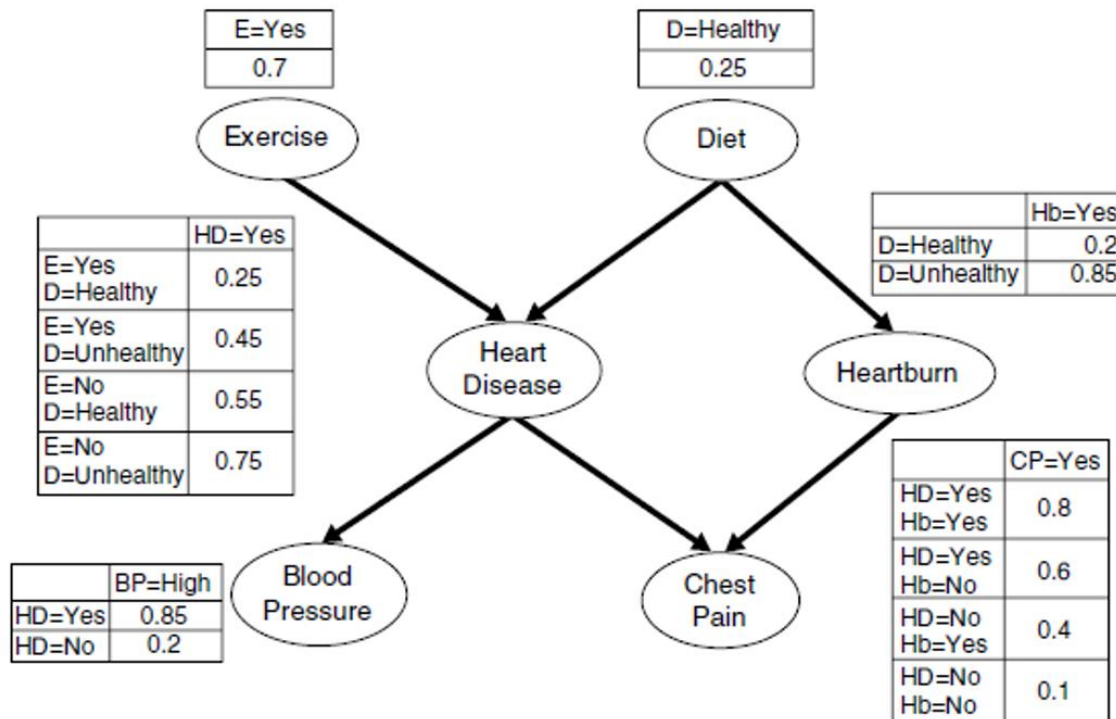 E=Yes
0.7
D=Healthy
0.25
Exercise
Diet
HD=Yes
E=Yes
D=Healthy
0.25
E=Yes
D=Unhealthy
0.45
E=No
D=Healthy
0.55
E=No
D=Unhealthy
0.75
Hb=Yes
D=Healthy 0.2
D=Unhealthy 0.85
Heart
Disease
Heartburn
CP=Yes
HD=Yes
Hb=Yes
0.8
HD=Yes
Hb=No
0.6
HD=No
Hb=Yes
0.4
HD=No
Hb=No
0.1
BP=High
HD=Yes 0.85
HD=No 0.2
Blood
Pressure
Chest
Pain